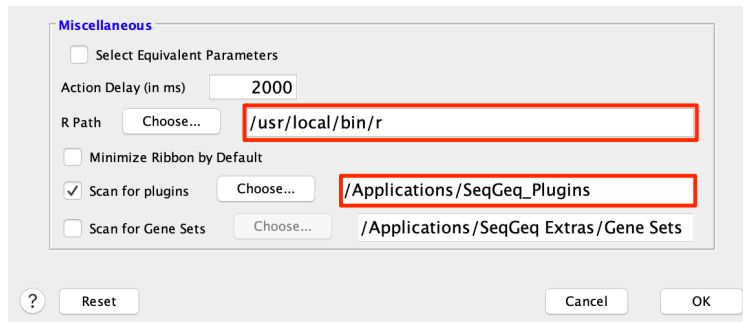 Miscellaneous
Select Equivalent Parameters
Action Delay (in ms) 2000
R Path Choose... /usr/local/bin/r
Minimize Ribbon by Default
Scan for plugins Choose... /Applications/SeqGeq_Plugins
Scan for Gene Sets Choose... /Applications/SeqGeq Extras/Gene Sets
? Reset Cancel OK